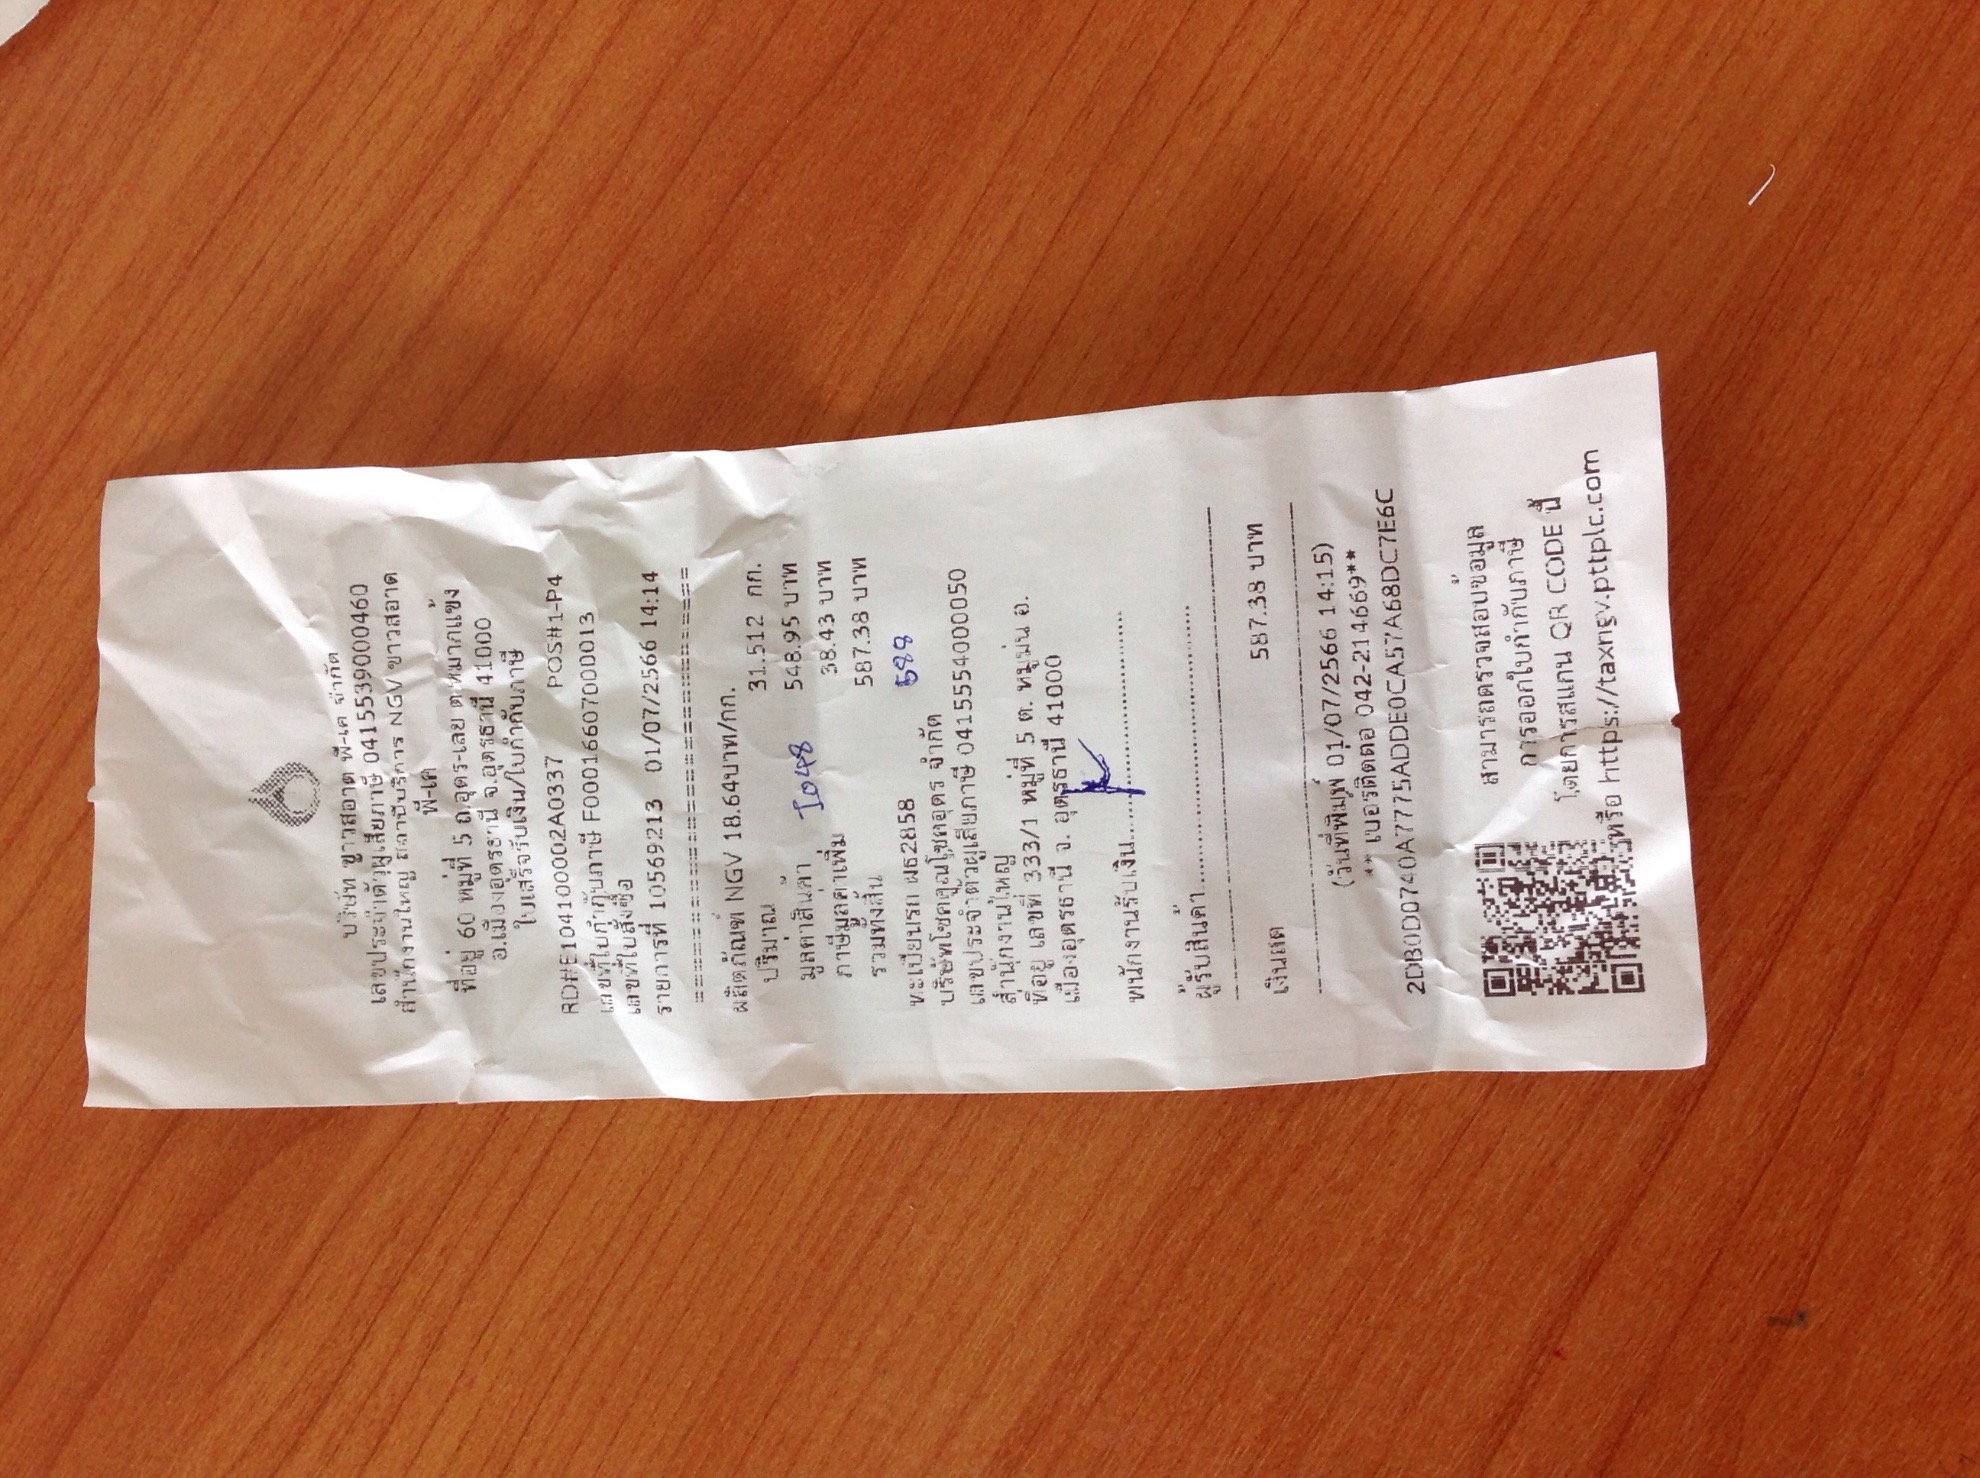 บริษัท ขาวสอาด พี-เค จำกัด
เลขประจำตัวผู้เสียภาษี 0415539000460
สำนักงานใหญ่ สถานีบริการ NGV ขาวสอาด
พี-เค
ที่อยู่ 60 หมู่ที่ 5 ถ.อุดร-เลย ต.หมากแข้ง
อ.เมืองอุดรธานี จ.อุดรธานี 41000
ใบเสร็จรับเงิน/ใบกำกับภาษี
RD#E104100002A0337 POS#1-P4
เลขที่ใบกำกับภาษี F000166070000013
เลขที่ใบสั่งซื้อ
รายการที่ 10569213 01/07/2566 14:14
==============================
ผลิตภัณฑ์ NGV 18.64บาท/กก.
ปริมาณ 31.512 กก.
มูลค่าสินค้า 548.95 บาท
1048
ภาษีมูลค่าเพิ่ม 38.43 บาท
รวมทั้งสิ้น 587.38 บาท
588
ทะเบียนรถ ผ62858
บริษัทโชคคูณโชคอุดร จำกัด
เลขประจำตัวผู้เสียภาษี 0415554000050
สำนักงานใหญ่
ที่อยู่ เลขที่ 333/1 หมู่ที่ 5 ต. หมูม่น อ.
เมืองอุดรธานี จ. อุดรธานี 41000
พนักงานรับเงิน..............................
ผู้รับสินค้า..............................
เงินสด 587.38 บาท
(วันที่พิมพ์ 01/07/2566 14:15)
** เบอร์ติดต่อ 042-214669**
2DB0D0740A7775ADDE0CA57A68DC7E6C
สามารถตรวจสอบข้อมูล
การออกใบกำกับภาษี
โดยการสแกน QR CODE นี้
หรือ https://taxngv.pttplc.com